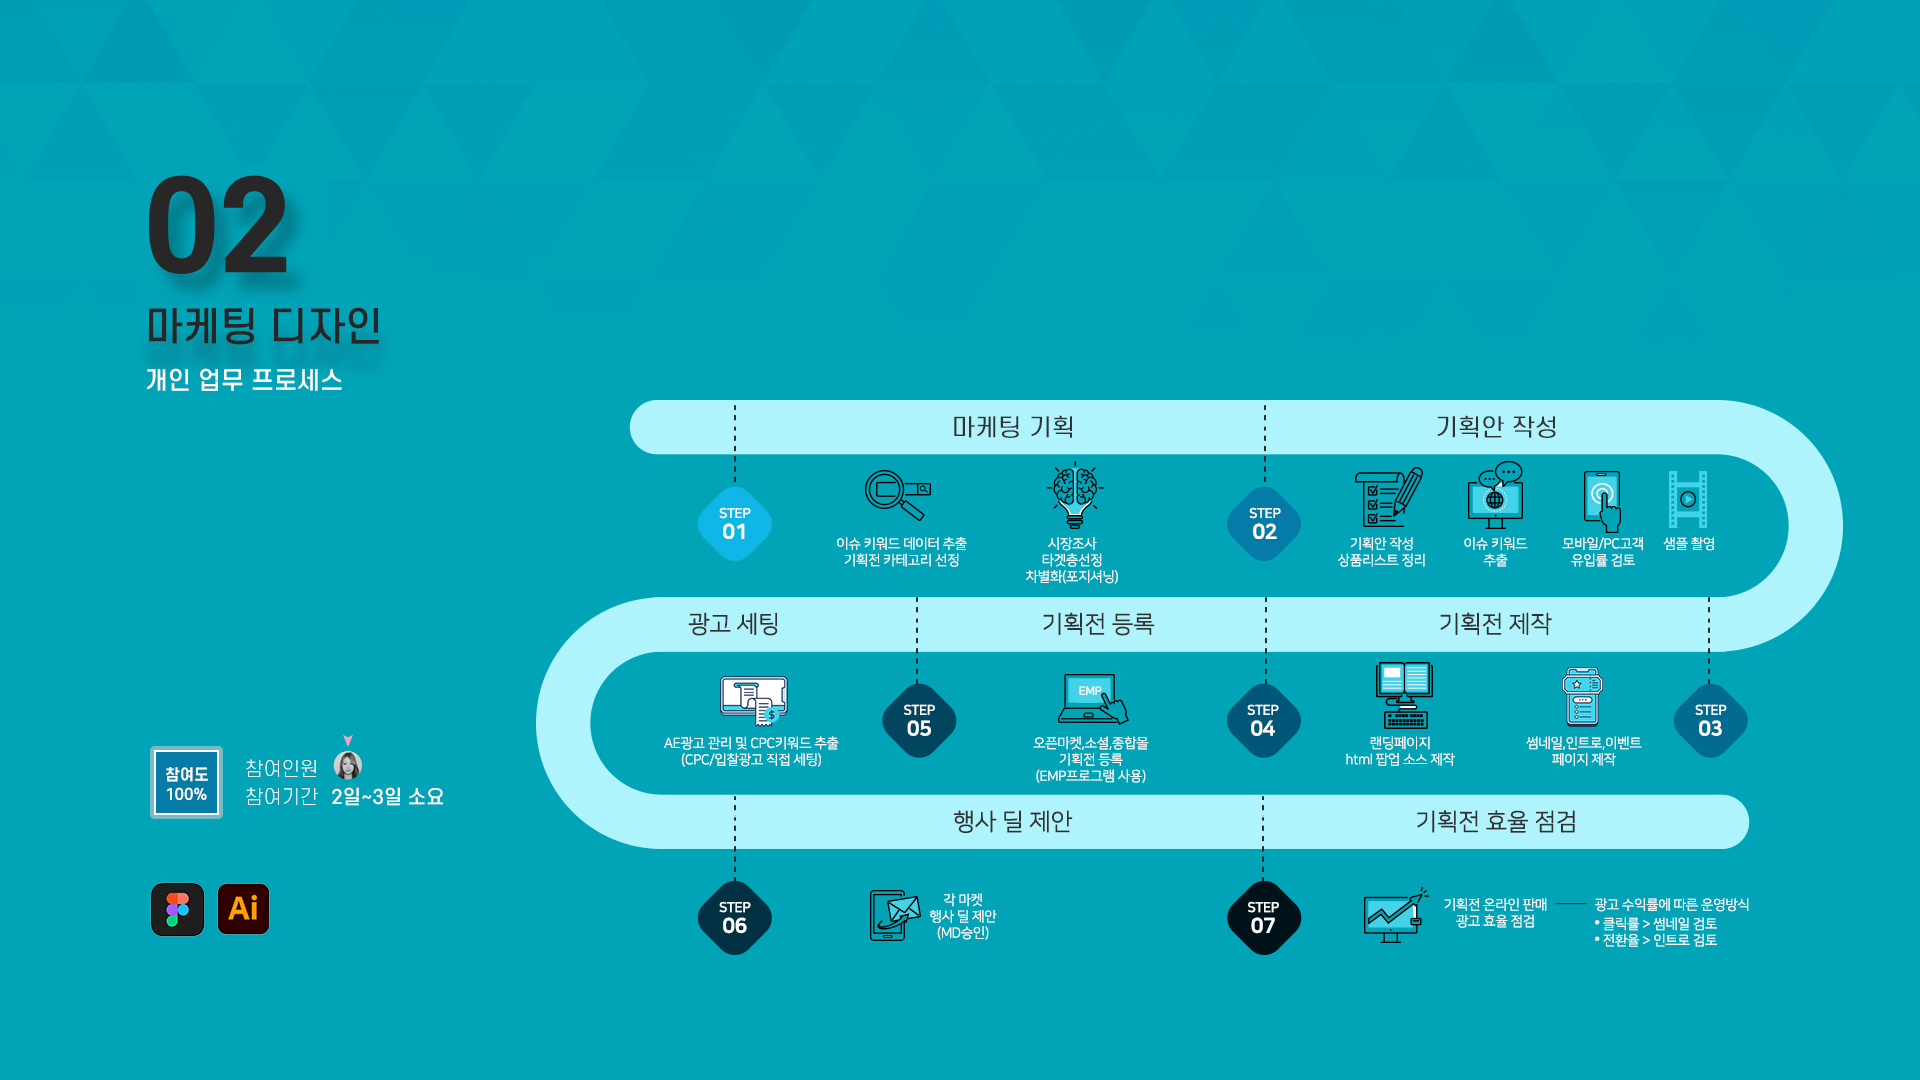 02
마케팅 디자인
개인 업무 프로세스
마케팅 기획
기획안 작성
STEP
01
이슈 키워드 데이터 추출
기획전 카테고리 선정
시장조사
타겟층선정
차별화(포지셔닝)
STEP
02
기획안 작성
상품리스트 정리
이슈 키워드
추출
모바일/PC고객
유입률 검토
샘플 촬영
광고 세팅
기획전 등록
기획전 제작
AE광고 관리 및 CPC키워드 추출
(CPC/입찰광고 직접 세팅)
STEP
05
EMP
오픈마켓,소셜,종합몰
기획전 등록
(EMP프로그램 사용)
STEP
04
랜딩페이지
html 팝업 소스 제작
썸네일,인트로,이벤트
페이지 제작
STEP
03
행사 딜 제안
기획전 효율 점검
STEP
06
각 마켓
행사 딜 제안
(MD승인)
STEP
07
기획전 온라인 판매
광고 효율 점검
광고 수익률에 따른 운영방식
• 클릭률 > 썸네일 검토
• 전환율 > 인트로 검토
참여도
100%
참여인원
참여기간 2일~3일 소요
Ai